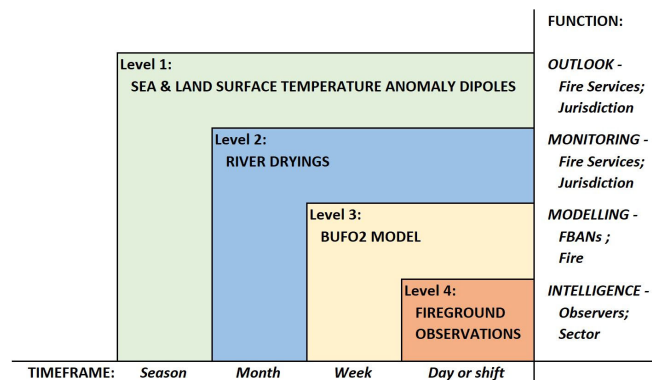 FUNCTION:
Level 1:
SEA & LAND SURFACE TEMPERATURE ANOMALY DIPOLES
OUTLOOK -
Fire Services;
Jurisdiction
Level 2:
RIVER DRYINGS
MONITORING -
Fire Services;
Jurisdiction
Level 3:
BUFO2 MODEL
MODELLING -
FBANs ;
Fire
Level 4:
FIREGROUND
OBSERVATIONS
INTELLIGENCE -
Observers;
Sector
TIMEFRAME: Season Month Week Day or shift